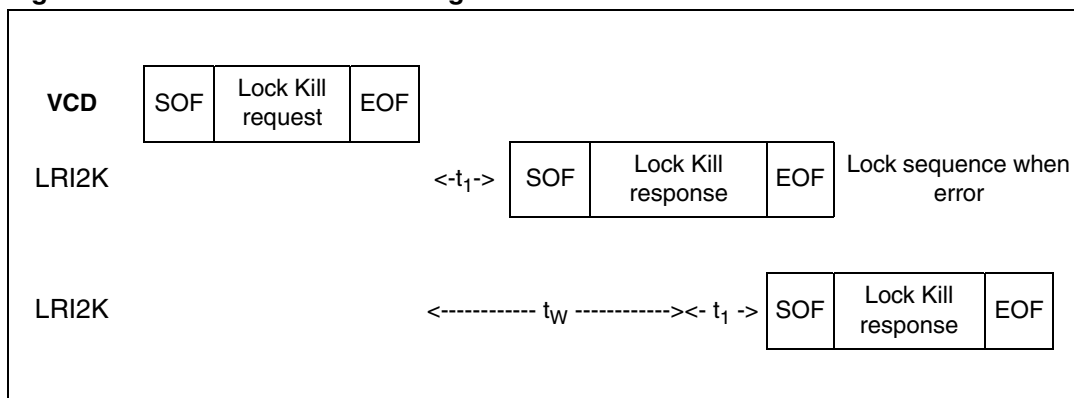 VCD SOF Lock Kill request EOF
LRI2K <-t1-> SOF Lock Kill response EOF Lock sequence when error
LRI2K <------------ tW ------------><- t1 -> SOF Lock Kill response EOF